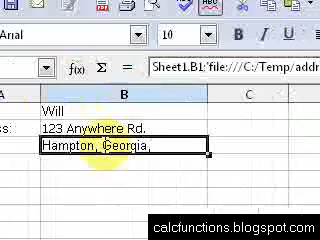 Arial 10 B I U
f(x) Σ = Sheet1.B1;'file:///C:/Temp/addr
A B C
Will
ss: 123 Anywhere Rd.
Hampton, Georgia,
calcfunctions.blogspot.com